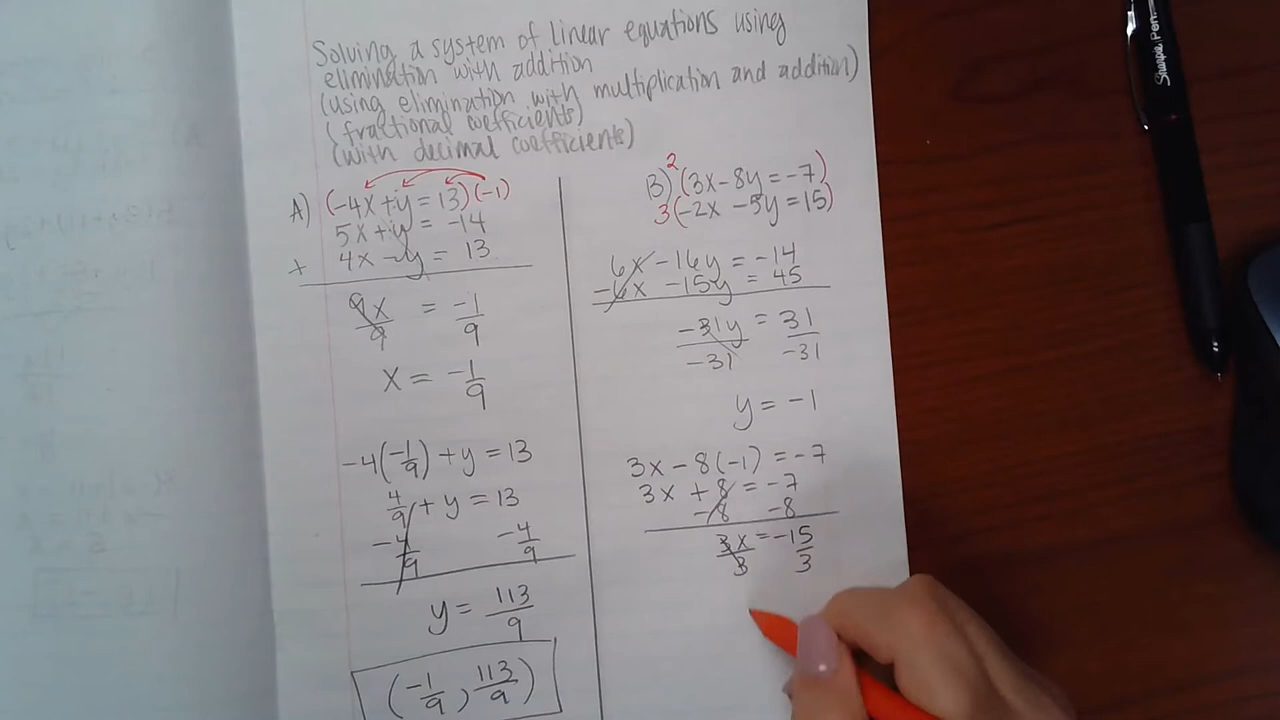 Solving a system of linear equations using
elimination with addition
(using elimination with multiplication and addition)
(fractional coefficients)
(with decimal coefficients)
A) (-4x + y = 13)(-1)
5x + y = -14
+ 4x - y = 13
9x/9 = -1/9
x = -1/9
-4(-1/9) + y = 13
4/9 + y = 13
-4/9 -4/9
y = 113/9
(-1/9, 113/9)
B) 2(3x - 8y = -7)
3(-2x - 5y = 15)
6x - 16y = -14
-6x - 15y = 45
-31y/-31 = 31/-31
y = -1
3x - 8(-1) = -7
3x + 8 = -7
-8 -8
3x/3 = -15/3
Sharpie Pen.